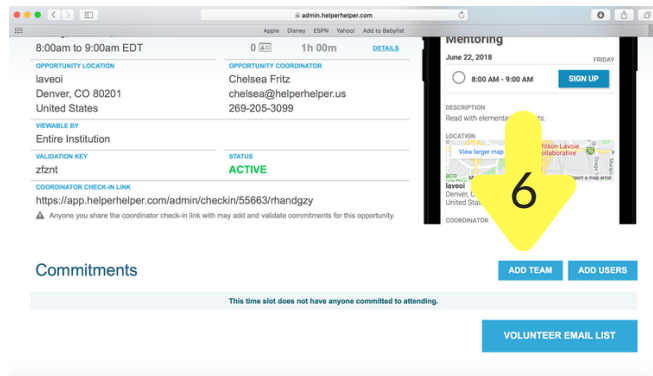 admin.helperhelper.com
Apple Disney ESPN Yahoo! Add to Babylist
8:00am to 9:00am EDT
0
1h 00m
DETAILS
OPPORTUNITY LOCATION
laveoi
Denver, CO 80201
United States
OPPORTUNITY COORDINATOR
Chelsea Fritz
chelsea@helperhelper.us
269-205-3099
VIEWABLE BY
Entire Institution
VALIDATION KEY
zfznt
STATUS
ACTIVE
COORDINATOR CHECK-IN LINK
https://app.helperhelper.com/admin/checkin/55663/rhandgzy
Anyone you share the coordinator check-in link with may add and validate commitments for this opportunity.
Mentoring
June 22, 2018
FRIDAY
8:00 AM - 9:00 AM
SIGN UP
DESCRIPTION
Read with elementa
LOCATION
View larger map
laveoi
Denver, C
United Sta
COORDINATOR
6
Commitments
ADD TEAM
ADD USERS
This time slot does not have anyone committed to attending.
VOLUNTEER EMAIL LIST